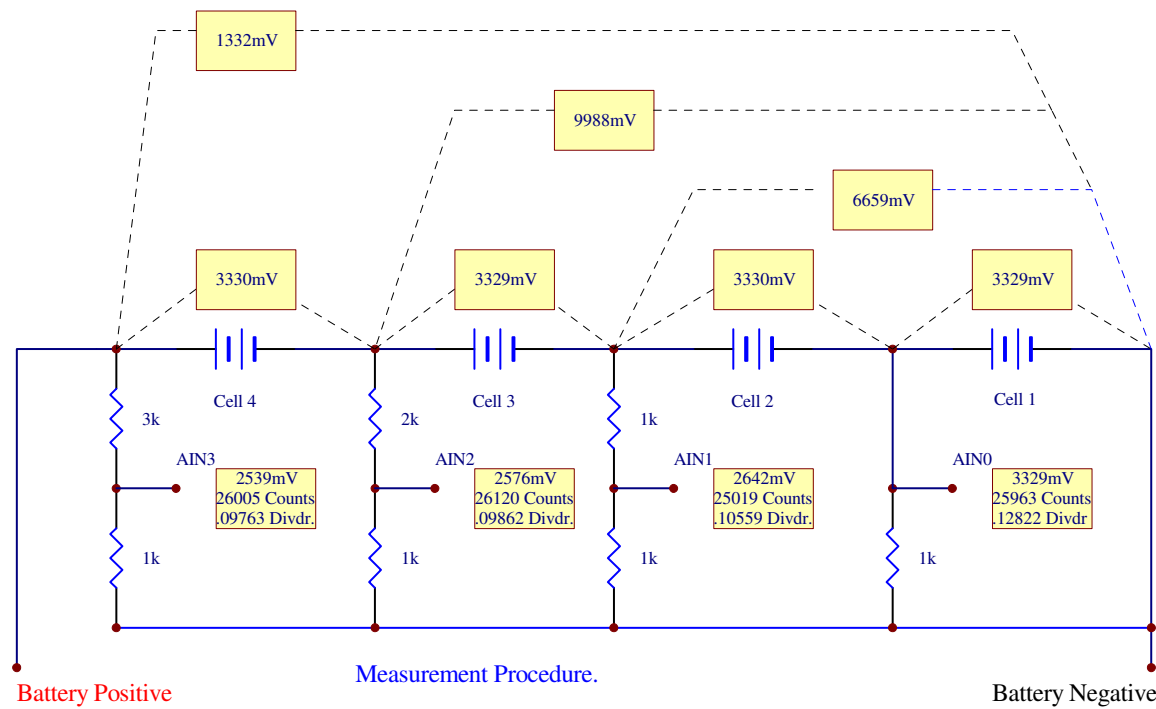 1332mV
9988mV
6659mV
3330mV
3329mV
3330mV
3329mV
Cell 4
Cell 3
Cell 2
Cell 1
3k
2k
1k
AIN3
AIN2
AIN1
AIN0
2539mV
26005 Counts
.09763 Divdr.
2576mV
26120 Counts
.09862 Divdr.
2642mV
25019 Counts
.10559 Divdr.
3329mV
25963 Counts
.12822 Divdr
1k
1k
1k
1k
Measurement Procedure.
Battery Positive
Battery Negative